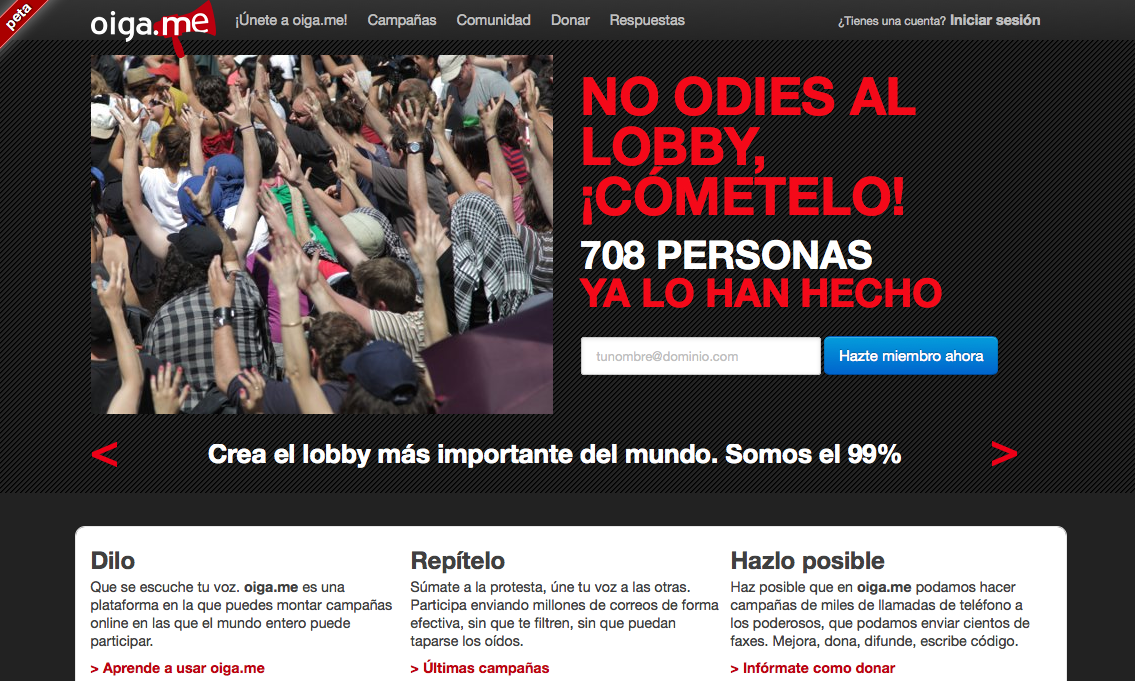 peta
oiga.me
¡Únete a oiga.me! Campañas Comunidad Donar Respuestas
¿Tienes una cuenta? Iniciar sesión
NO ODIES AL
LOBBY,
¡CÓMETELO!
708 PERSONAS
YA LO HAN HECHO
tunombre@dominio.com
Hazte miembro ahora
< Crea el lobby más importante del mundo. Somos el 99% >
Dilo
Que se escuche tu voz. oiga.me es una
plataforma en la que puedes montar campañas
online en las que el mundo entero puede
participar.
> Aprende a usar oiga.me
Repítelo
Súmate a la protesta, úne tu voz a las otras.
Participa enviando millones de correos de forma
efectiva, sin que te filtren, sin que puedan
taparse los oídos.
> Últimas campañas
Hazlo posible
Haz posible que en oiga.me podamos hacer
campañas de miles de llamadas de teléfono a
los poderosos, que podamos enviar cientos de
faxes. Mejora, dona, difunde, escribe código.
> Infórmate como donar